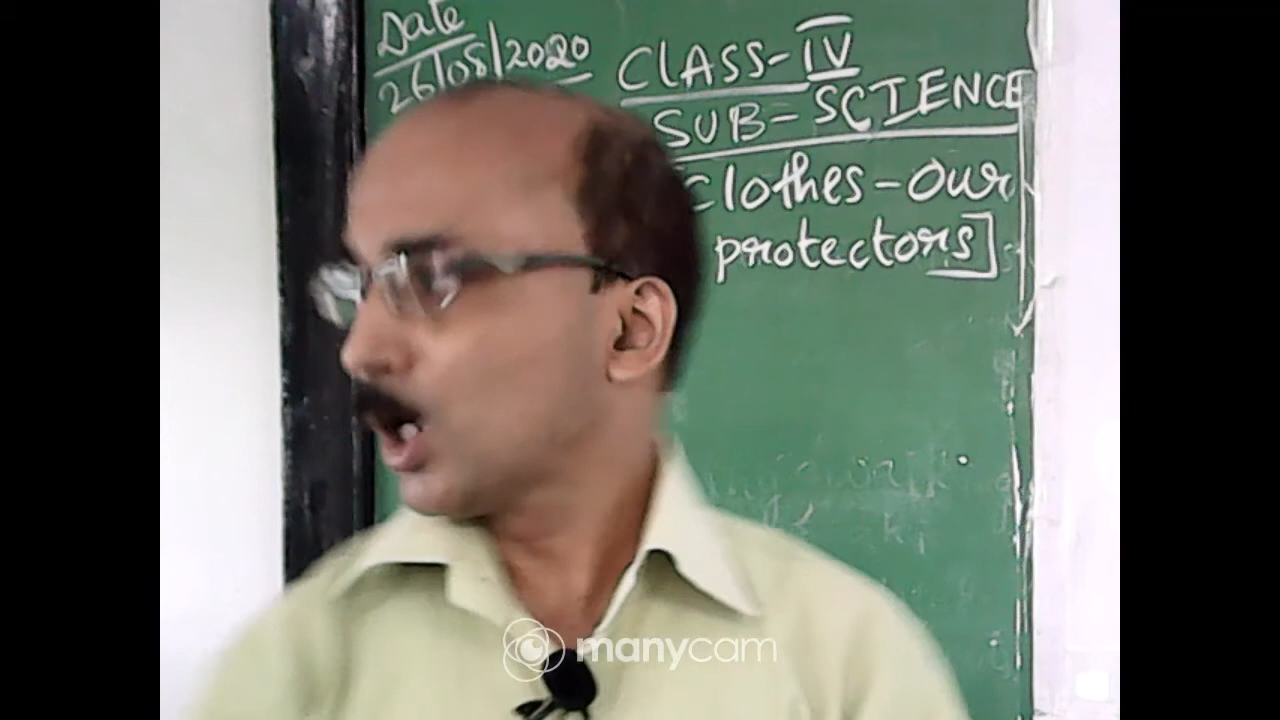 Date
26/08/2020
CLASS-IV
SUB-SCIENCE
Clothes-Our
protectors]
manycam